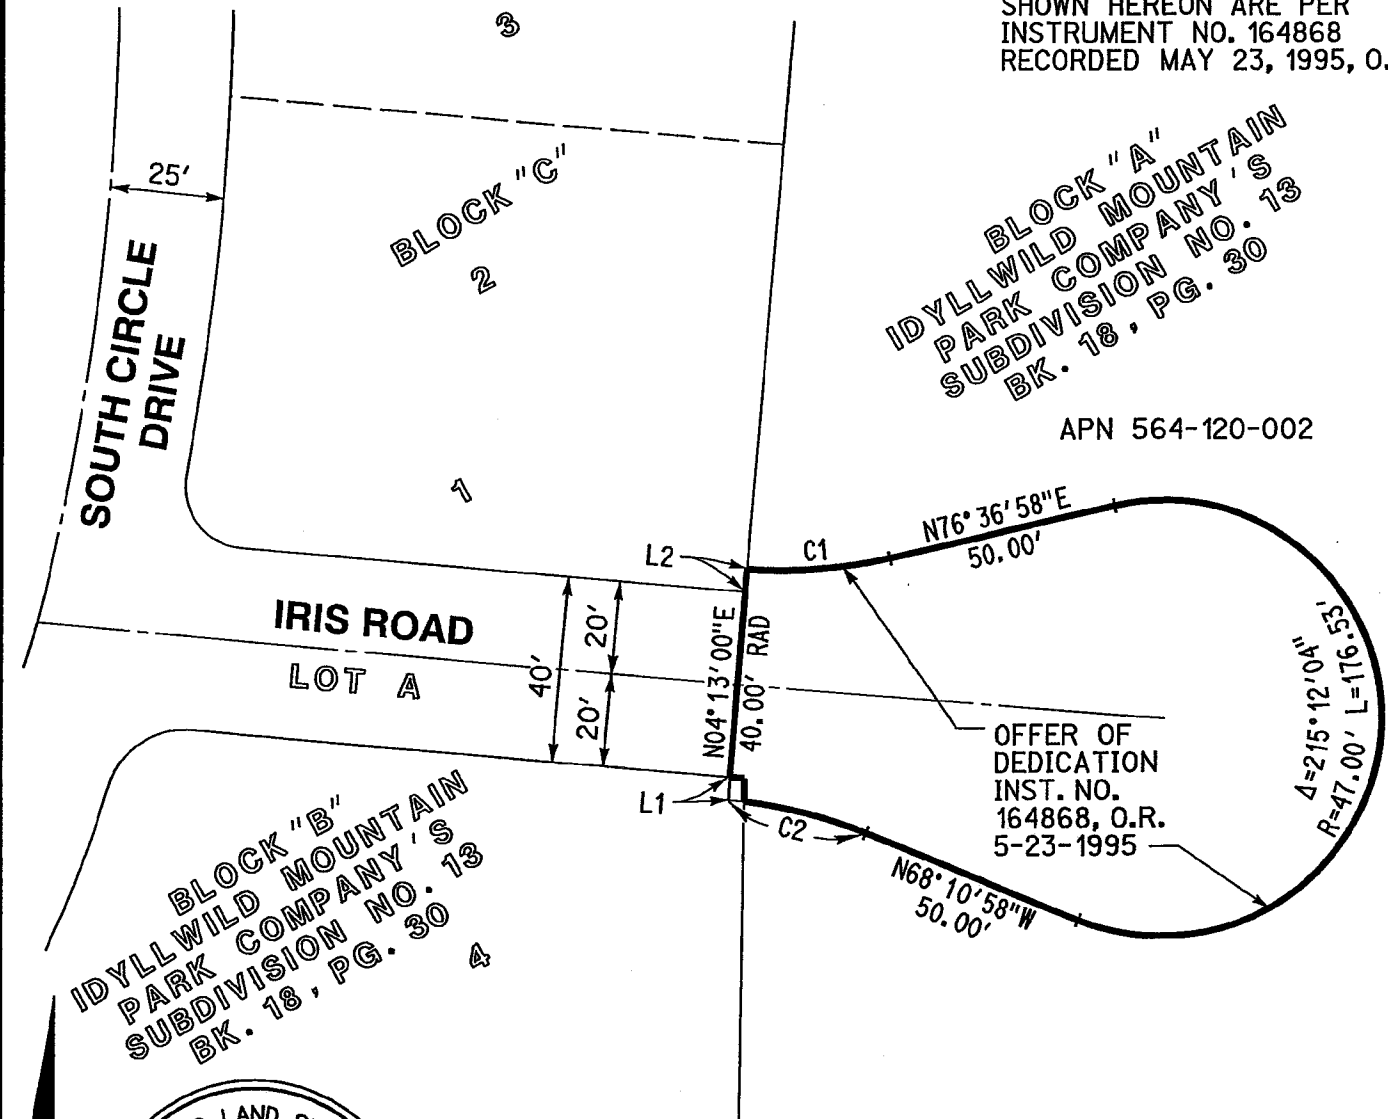 SHOWN HEREON ARE PER
INSTRUMENT NO. 164868
RECORDED MAY 23, 1995, O.
3
25'
BLOCK "C"
2
1
BLOCK "A"
IDYLLWILD MOUNTAIN
PARK COMPANY'S
SUBDIVISION NO. 13
BK. 18, PG. 30
APN 564-120-002
SOUTH CIRCLE
DRIVE
L2
C1
N76°36'58"E
50.00'
IRIS ROAD
LOT A
40'
20'
20'
N04°13'00"E
RAD
40.00'
Δ=215°12'04"
R=47.00' L=176.53'
OFFER OF
DEDICATION
INST. NO.
164868, O.R.
5-23-1995
L1
C2
N68°10'58"W
50.00'
BLOCK "B"
IDYLLWILD MOUNTAIN
PARK COMPANY'S
SUBDIVISION NO. 13
BK. 18, PG. 30
4
LAND